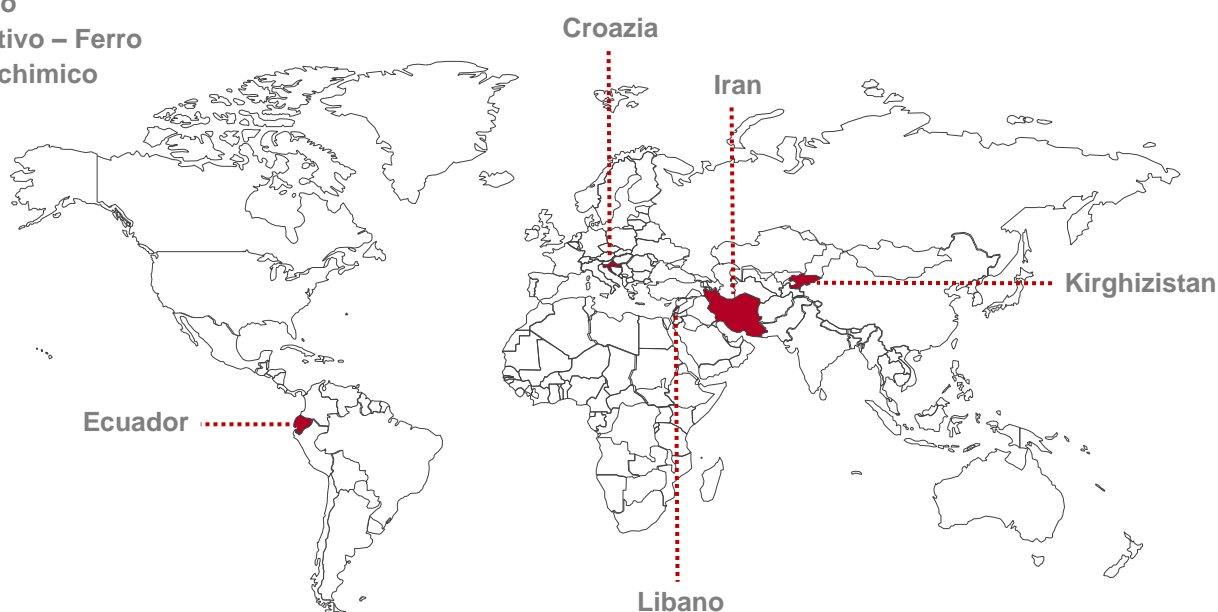 o
tivo – Ferro
chimico
Croazia
Iran
Kirghizistan
Ecuador
Libano